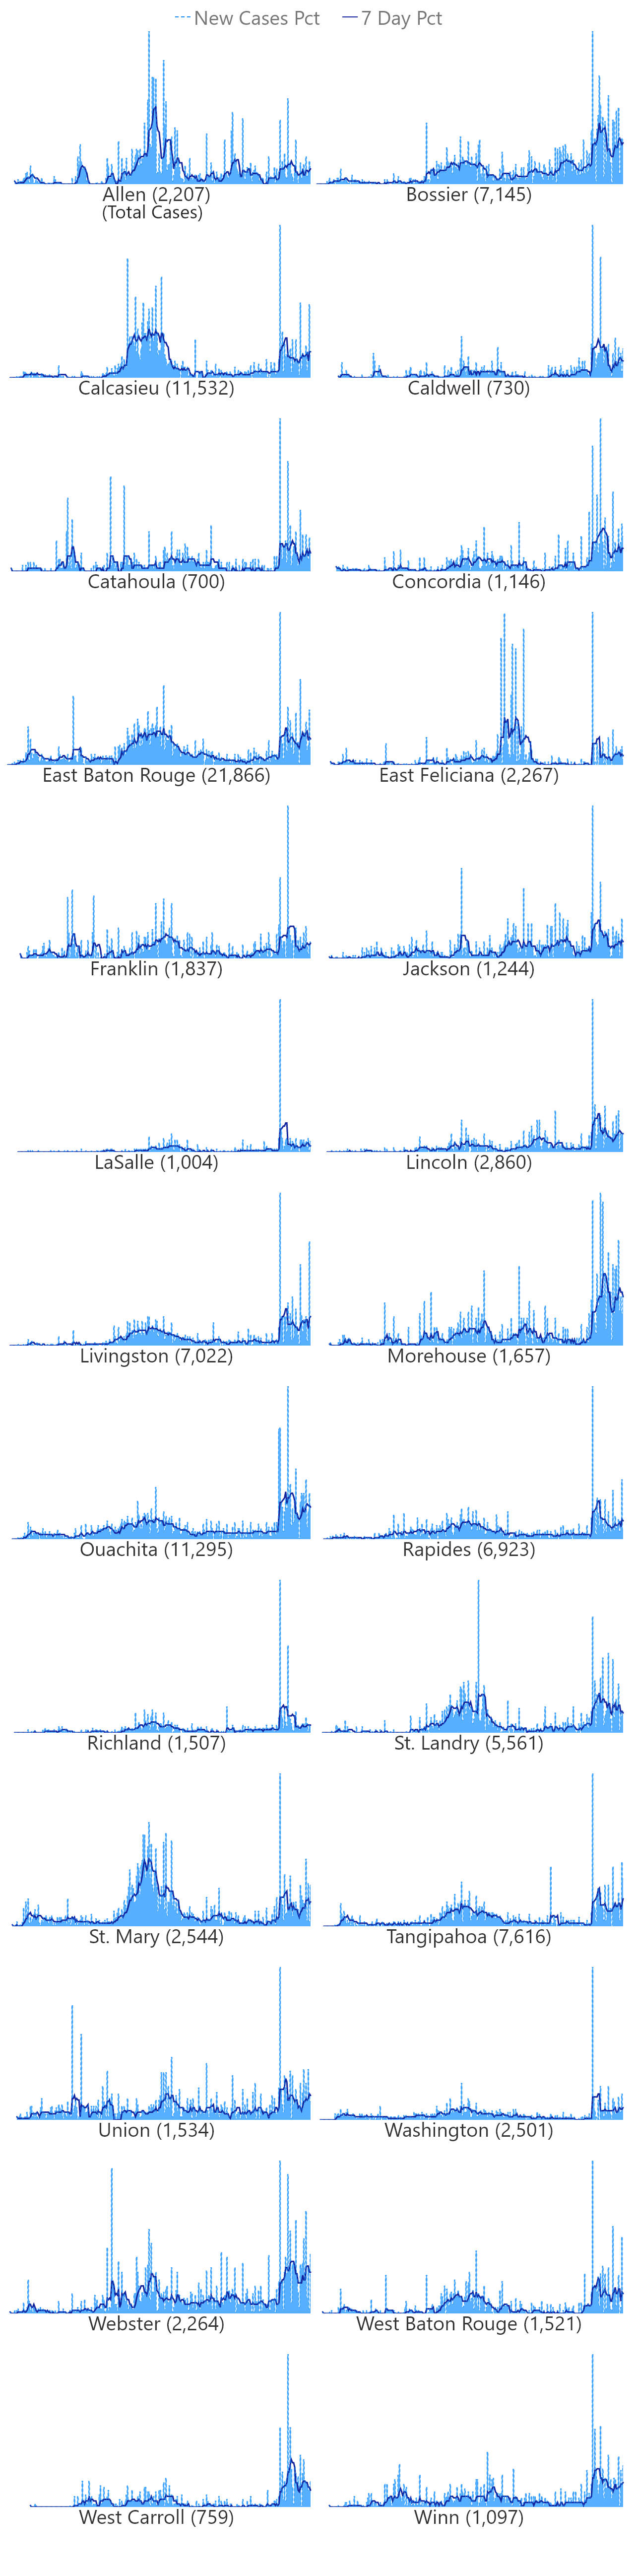 New Cases Pct 7 Day Pct
Allen (2,207) Bossier (7,145)
(Total Cases)
Calcasieu (11,532) Caldwell (730)
Catahoula (700) Concordia (1,146)
East Baton Rouge (21,866) East Feliciana (2,267)
Franklin (1,837) Jackson (1,244)
LaSalle (1,004) Lincoln (2,860)
Livingston (7,022) Morehouse (1,657)
Ouachita (11,295) Rapides (6,923)
Richland (1,507) St. Landry (5,561)
St. Mary (2,544) Tangipahoa (7,616)
Union (1,534) Washington (2,501)
Webster (2,264) West Baton Rouge (1,521)
West Carroll (759) Winn (1,097)